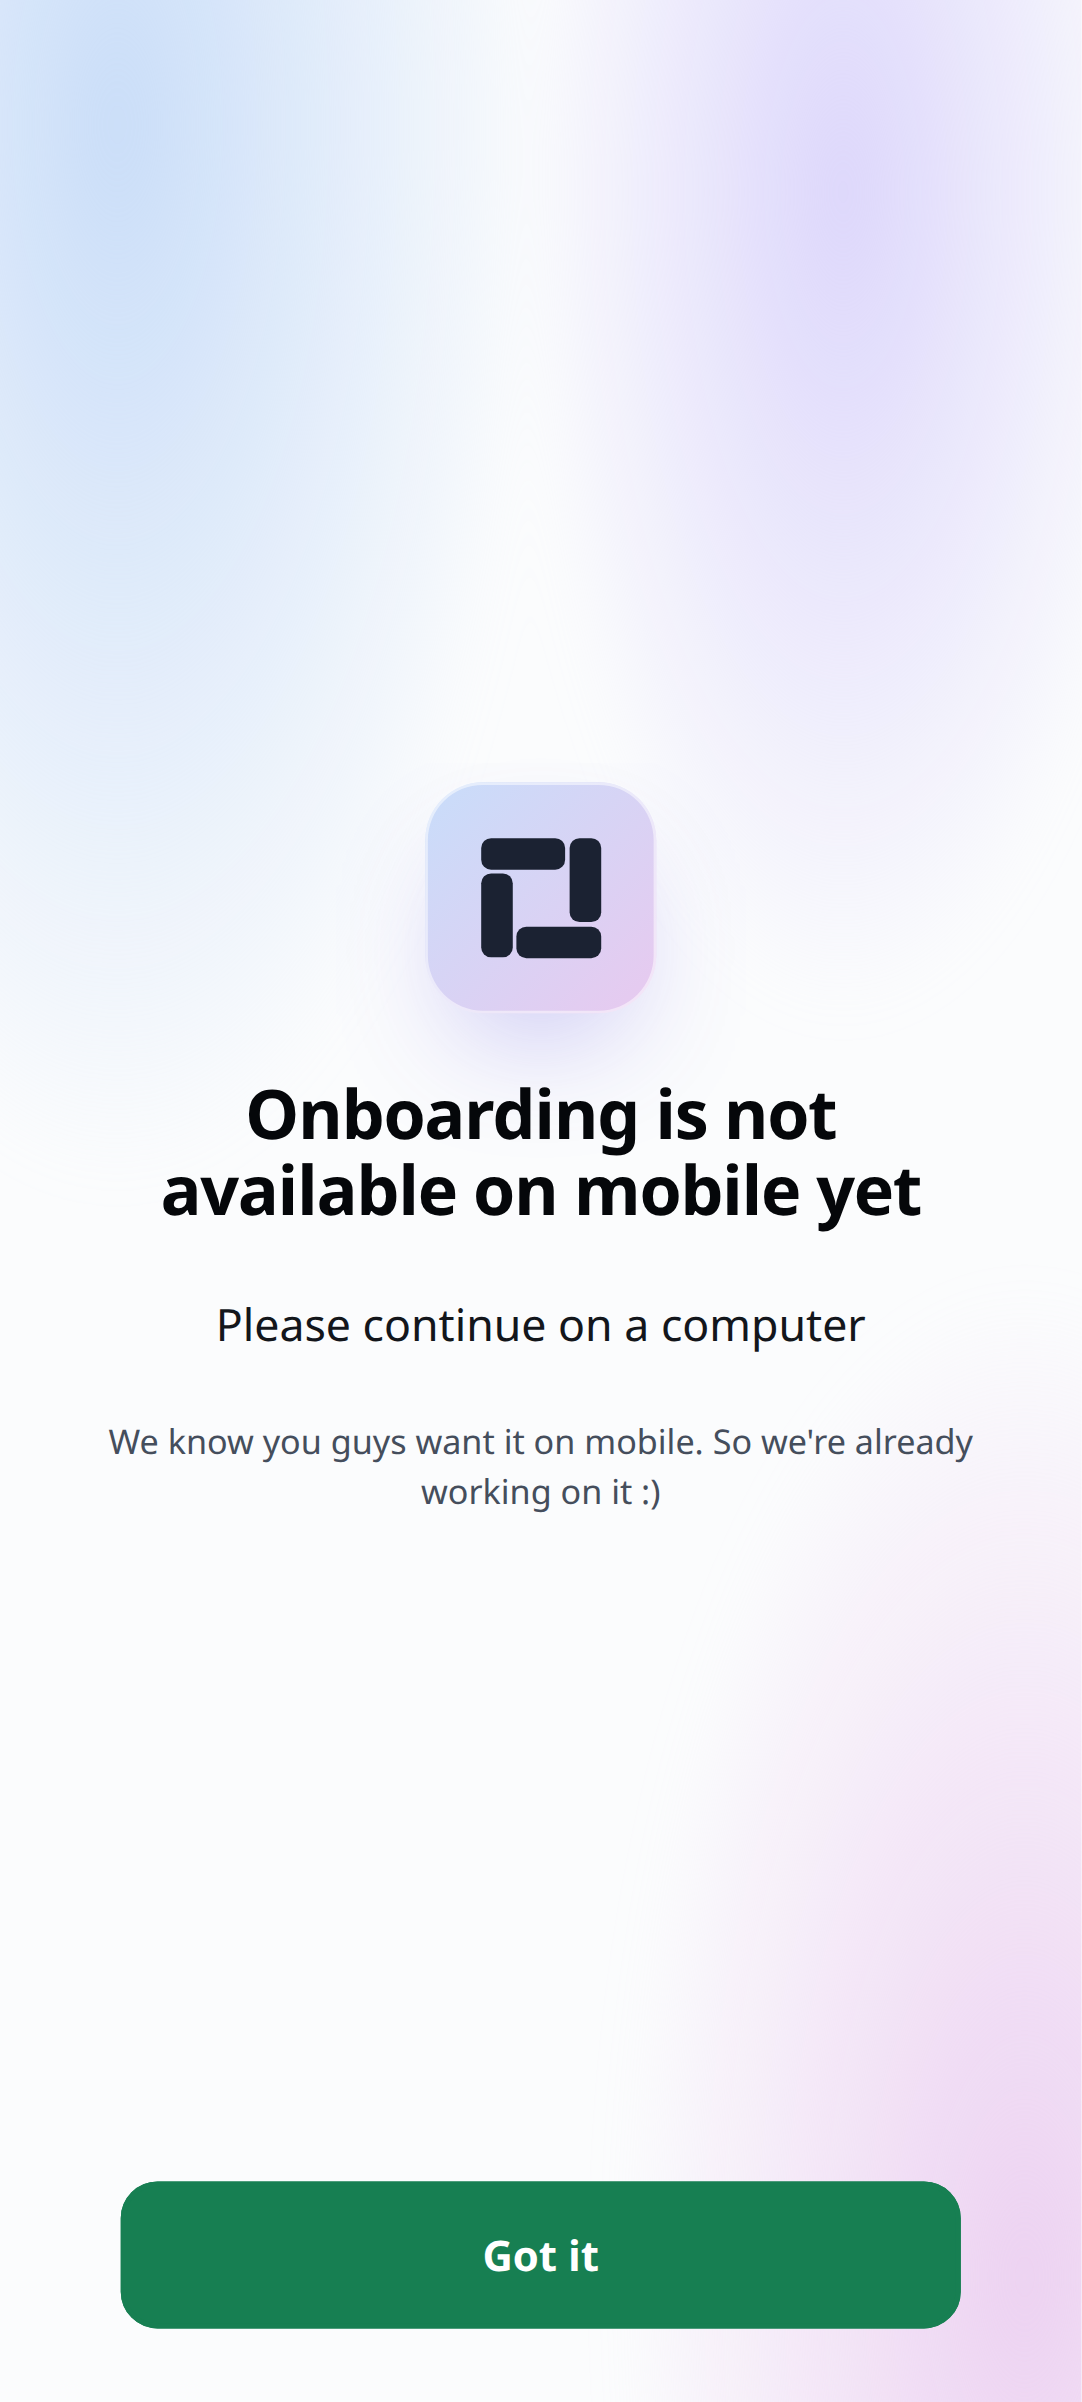 Onboarding is not
available on mobile yet
Please continue on a computer
We know you guys want it on mobile. So we're already
working on it :)
Got it